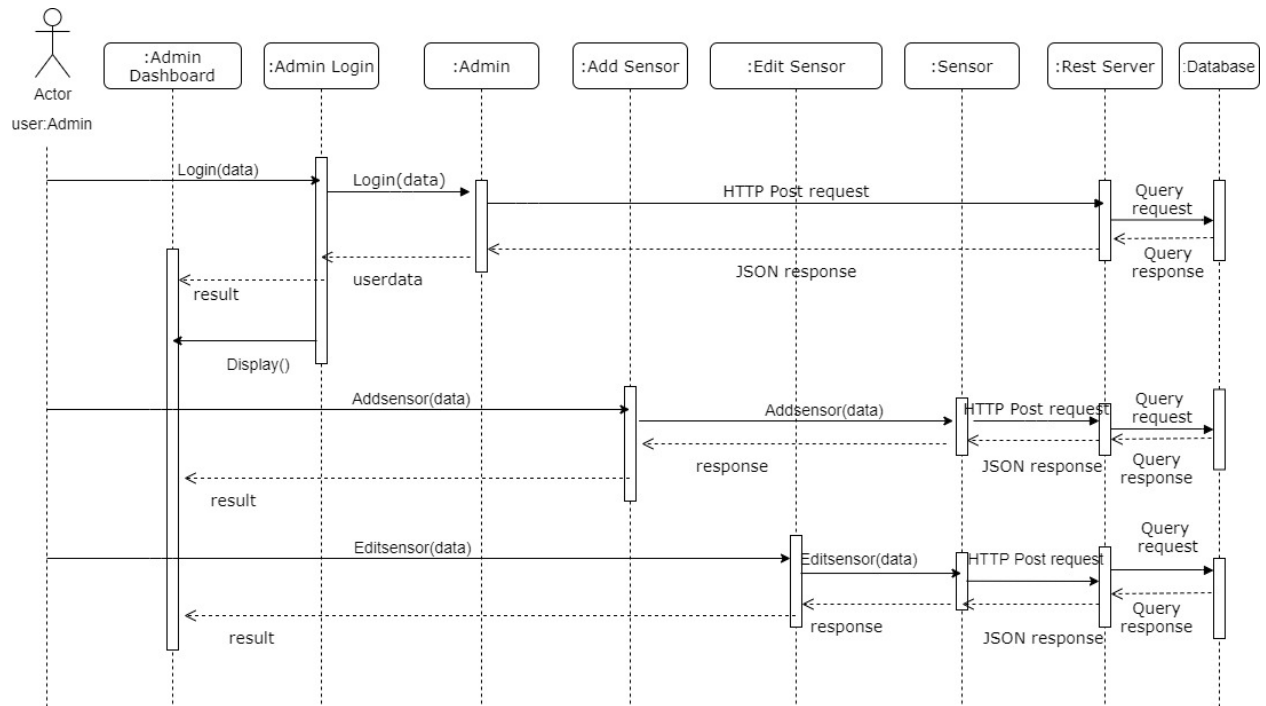 :Admin
Dashboard
:Admin Login
:Admin
:Add Sensor
:Edit Sensor
:Sensor
:Rest Server
:Database
Actor
user:Admin
Login(data)
Login(data)
HTTP Post request
Query
request
Query
response
JSON response
userdata
result
Display()
Addsensor(data)
Addsensor(data)
HTTP Post request
Query
request
response
JSON response
Query
response
result
Editsensor(data)
Editsensor(data)
HTTP Post request
Query
request
response
JSON response
Query
response
result